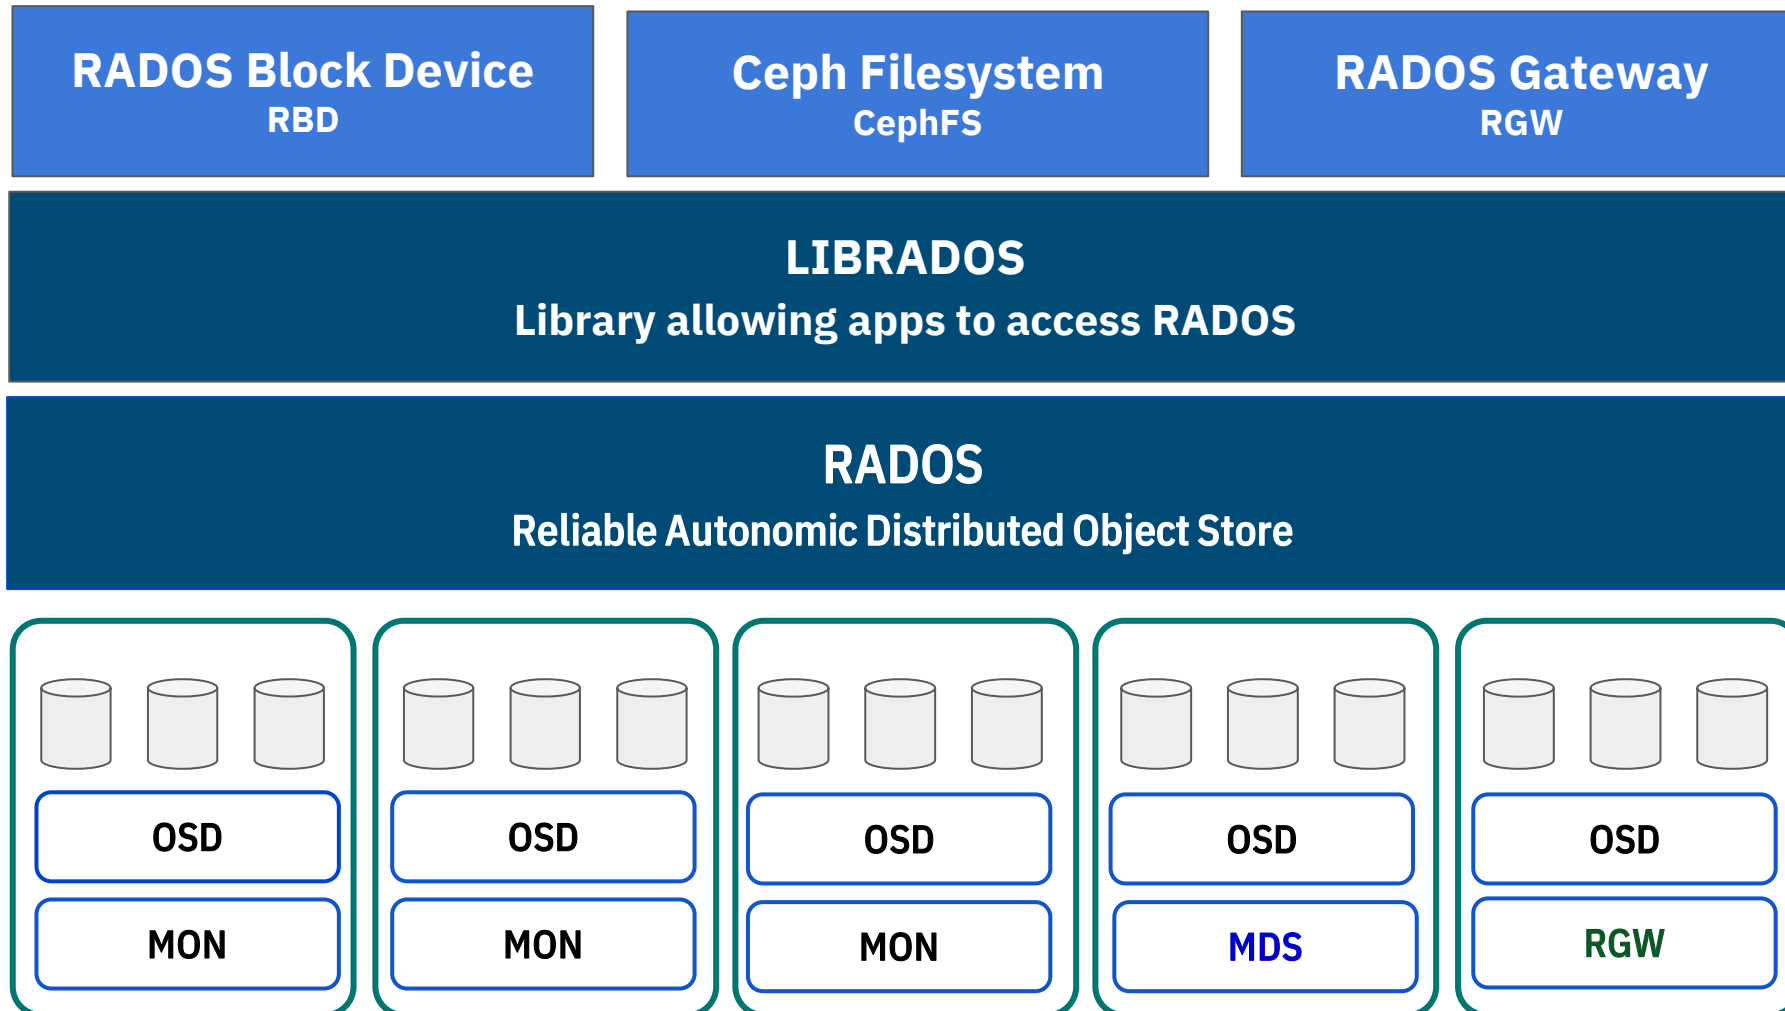 RADOS Block Device
RBD
Ceph Filesystem
CephFS
RADOS Gateway
RGW
LIBRADOS
Library allowing apps to access RADOS
RADOS
Reliable Autonomic Distributed Object Store
OSD
MON
OSD
MON
OSD
MON
OSD
MDS
OSD
RGW